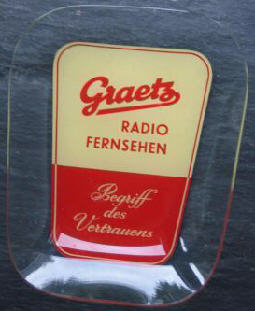 Graetz
RADIO
FERNSEHEN
Begriff
des
Vertrauens